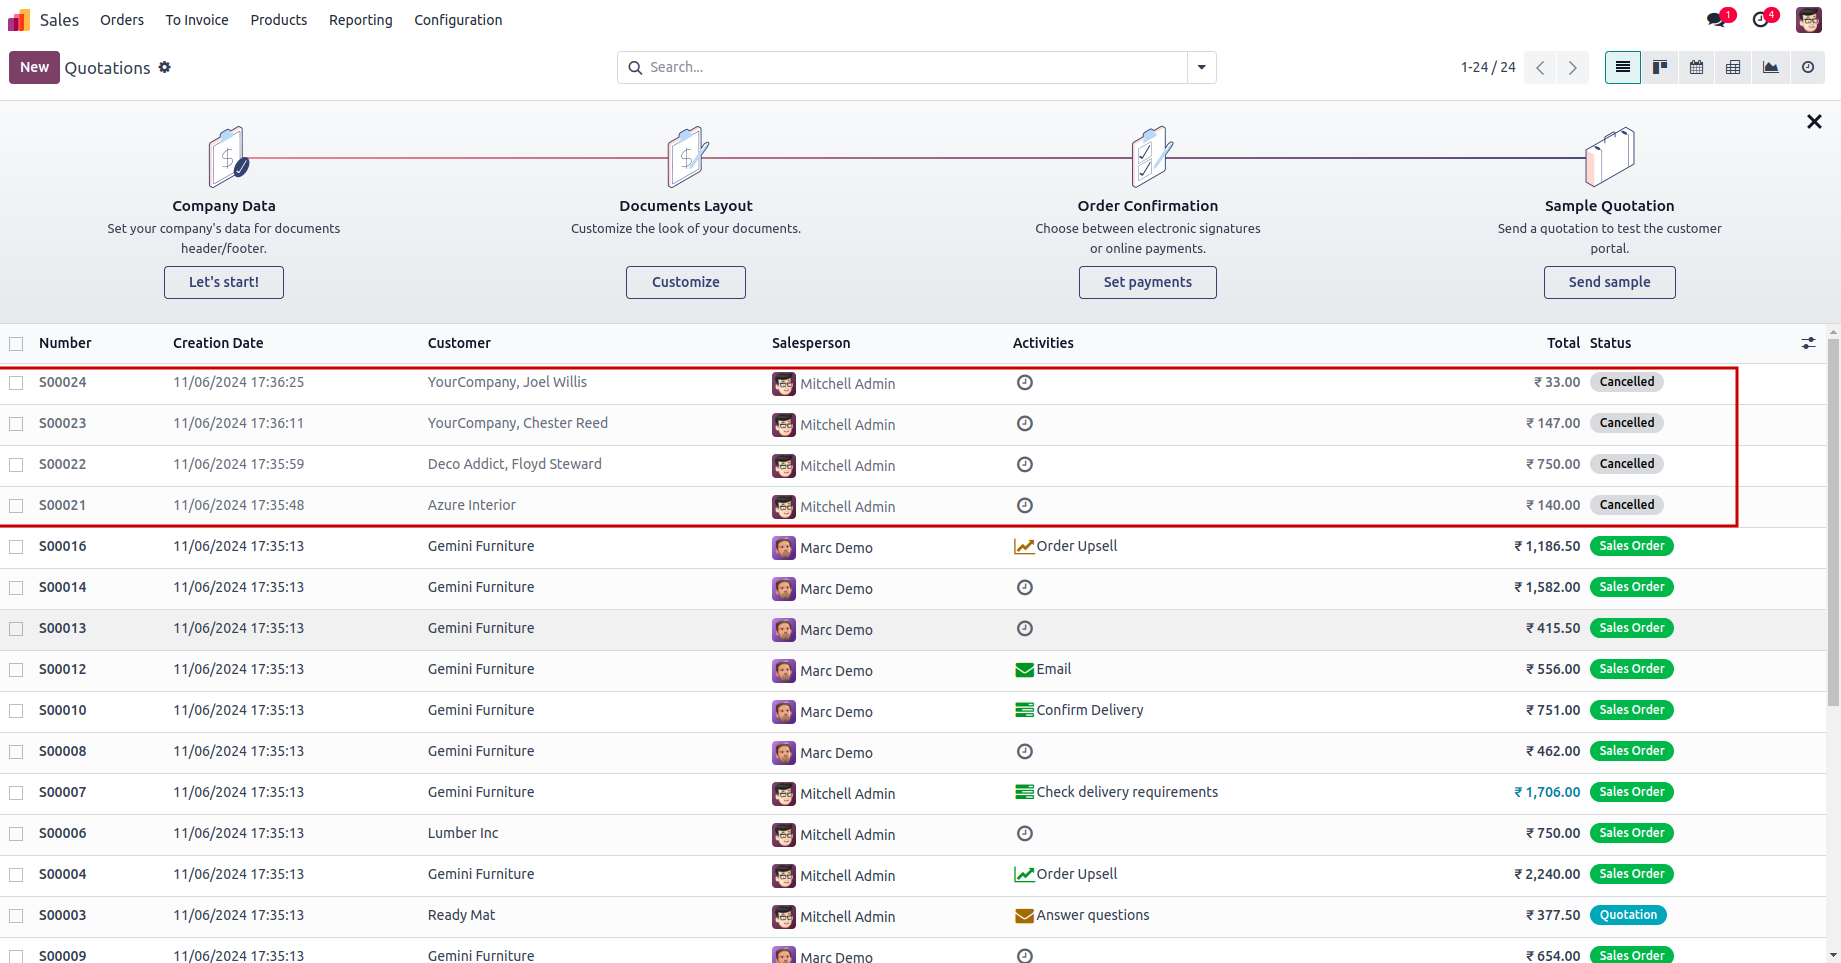 Sales Orders To Invoice Products Reporting Configuration 1 4
New Quotations Search... 1-24 / 24
Company Data Documents Layout Order Confirmation Sample Quotation
Set your company's data for documents Customize the look of your documents. Choose between electronic signatures Send a quotation to test the customer
header/footer. or online payments. portal.
Let's start! Customize Set payments Send sample
Number Creation Date Customer Salesperson Activities Total Status
S00024 11/06/2024 17:36:25 YourCompany, Joel Willis Mitchell Admin ₹ 33.00 Cancelled
S00023 11/06/2024 17:36:11 YourCompany, Chester Reed Mitchell Admin ₹ 147.00 Cancelled
S00022 11/06/2024 17:35:59 Deco Addict, Floyd Steward Mitchell Admin ₹ 750.00 Cancelled
S00021 11/06/2024 17:35:48 Azure Interior Mitchell Admin ₹ 140.00 Cancelled
S00016 11/06/2024 17:35:13 Gemini Furniture Marc Demo Order Upsell ₹ 1,186.50 Sales Order
S00014 11/06/2024 17:35:13 Gemini Furniture Marc Demo ₹ 1,582.00 Sales Order
S00013 11/06/2024 17:35:13 Gemini Furniture Marc Demo ₹ 415.50 Sales Order
S00012 11/06/2024 17:35:13 Gemini Furniture Marc Demo Email ₹ 556.00 Sales Order
S00010 11/06/2024 17:35:13 Gemini Furniture Marc Demo Confirm Delivery ₹ 751.00 Sales Order
S00008 11/06/2024 17:35:13 Gemini Furniture Marc Demo ₹ 462.00 Sales Order
S00007 11/06/2024 17:35:13 Gemini Furniture Mitchell Admin Check delivery requirements ₹ 1,706.00 Sales Order
S00006 11/06/2024 17:35:13 Lumber Inc Mitchell Admin ₹ 750.00 Sales Order
S00004 11/06/2024 17:35:13 Gemini Furniture Mitchell Admin Order Upsell ₹ 2,240.00 Sales Order
S00003 11/06/2024 17:35:13 Ready Mat Mitchell Admin Answer questions ₹ 377.50 Quotation
S00009 11/06/2024 17:35:13 Gemini Furniture Marc Demo ₹ 654.00 Sales Order